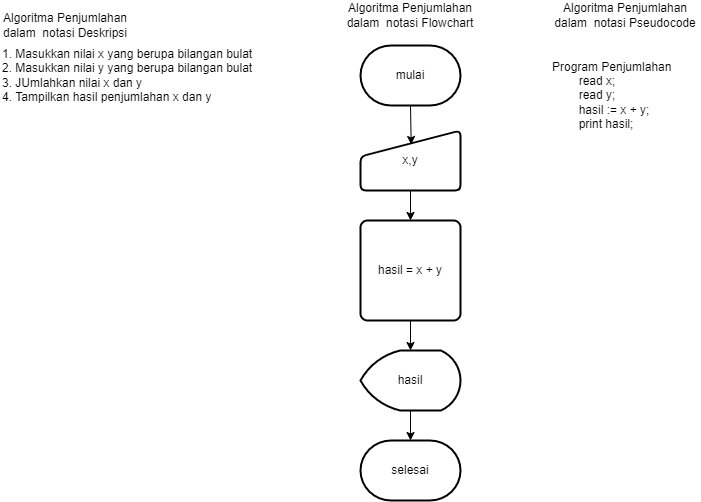 Algoritma Penjumlahan
dalam notasi Deskripsi
1. Masukkan nilai x yang berupa bilangan bulat
2. Masukkan nilai y yang berupa bilangan bulat
3. JUmlahkan nilai x dan y
4. Tampilkan hasil penjumlahan x dan y
Algoritma Penjumlahan
dalam notasi Flowchart
mulai
x,y
hasil = x + y
hasil
selesai
Algoritma Penjumlahan
dalam notasi Pseudocode
Program Penjumlahan
read x;
read y;
hasil := x + y;
print hasil;